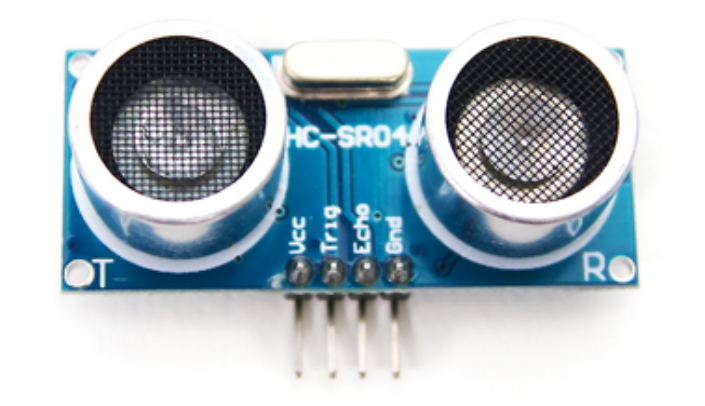 HC-SR04
Vcc
Trig
Echo
Gnd
T
R